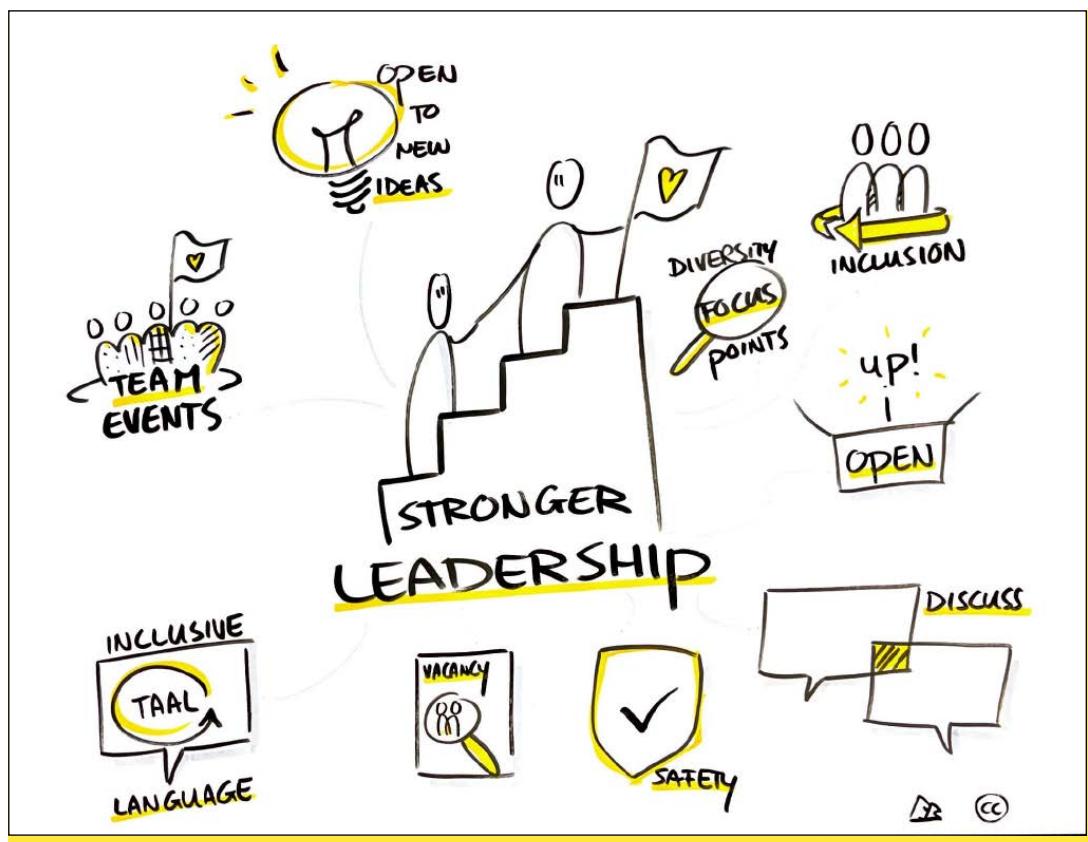 OPEN
TO
NEW
IDEAS
DIVERSITY
FOCUS
POINTS
INCLUSION
TEAM
EVENTS
up!
OPEN
STRONGER
LEADERSHIP
INCLUSIVE
TAAL
LANGUAGE
VACANCY
SAFETY
DISCUSS
CC